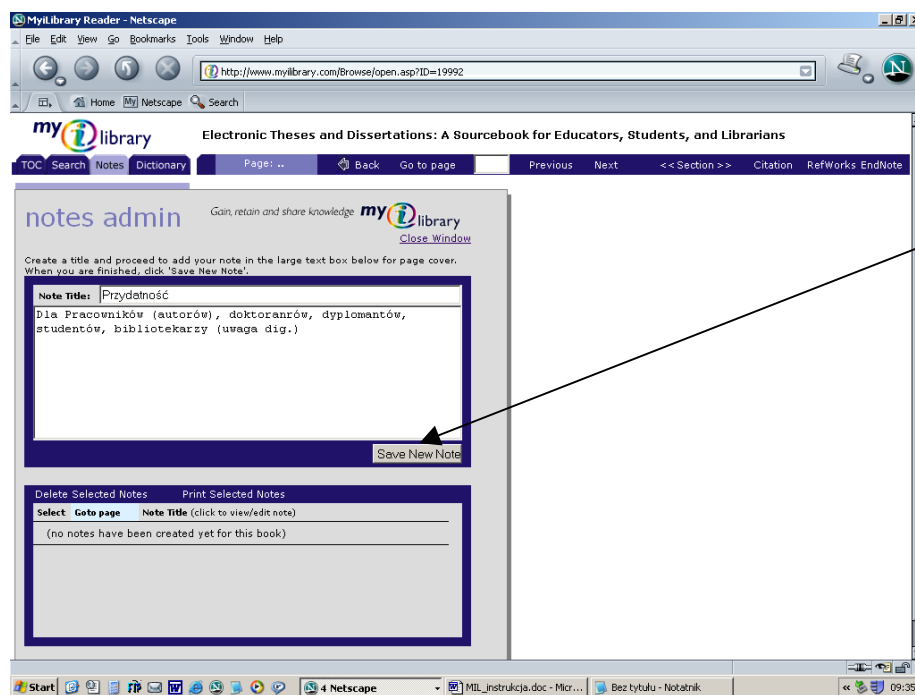 MyiLibrary Reader - Netscape
File Edit View Go Bookmarks Tools Window Help
http://www.myilibrary.com/Browse/open.asp?ID=19992
Home My Netscape Search
my i library Electronic Theses and Dissertations: A Sourcebook for Educators, Students, and Librarians
TOC Search Notes Dictionary Page: .. Back Go to page Previous Next <<Section>> Citation RefWorks EndNote
notes admin Gain, retain and share knowledge my i library
Close Window
Create a title and proceed to add your note in the large text box below for page cover.
When you are finished, click 'Save New Note'.
Note Title: Przydatność
Dla Pracowników (autorów), doktoranrów, dyplomantów,
studentów, bibliotekarzy (uwaga dig.)
Save New Note
Delete Selected Notes Print Selected Notes
Select Goto page Note Title (click to view/edit note)
(no notes have been created yet for this book)
Start 4 Netscape MIL_instrukcja.doc - Micr... Bez tytułu - Notatnik « 09:35